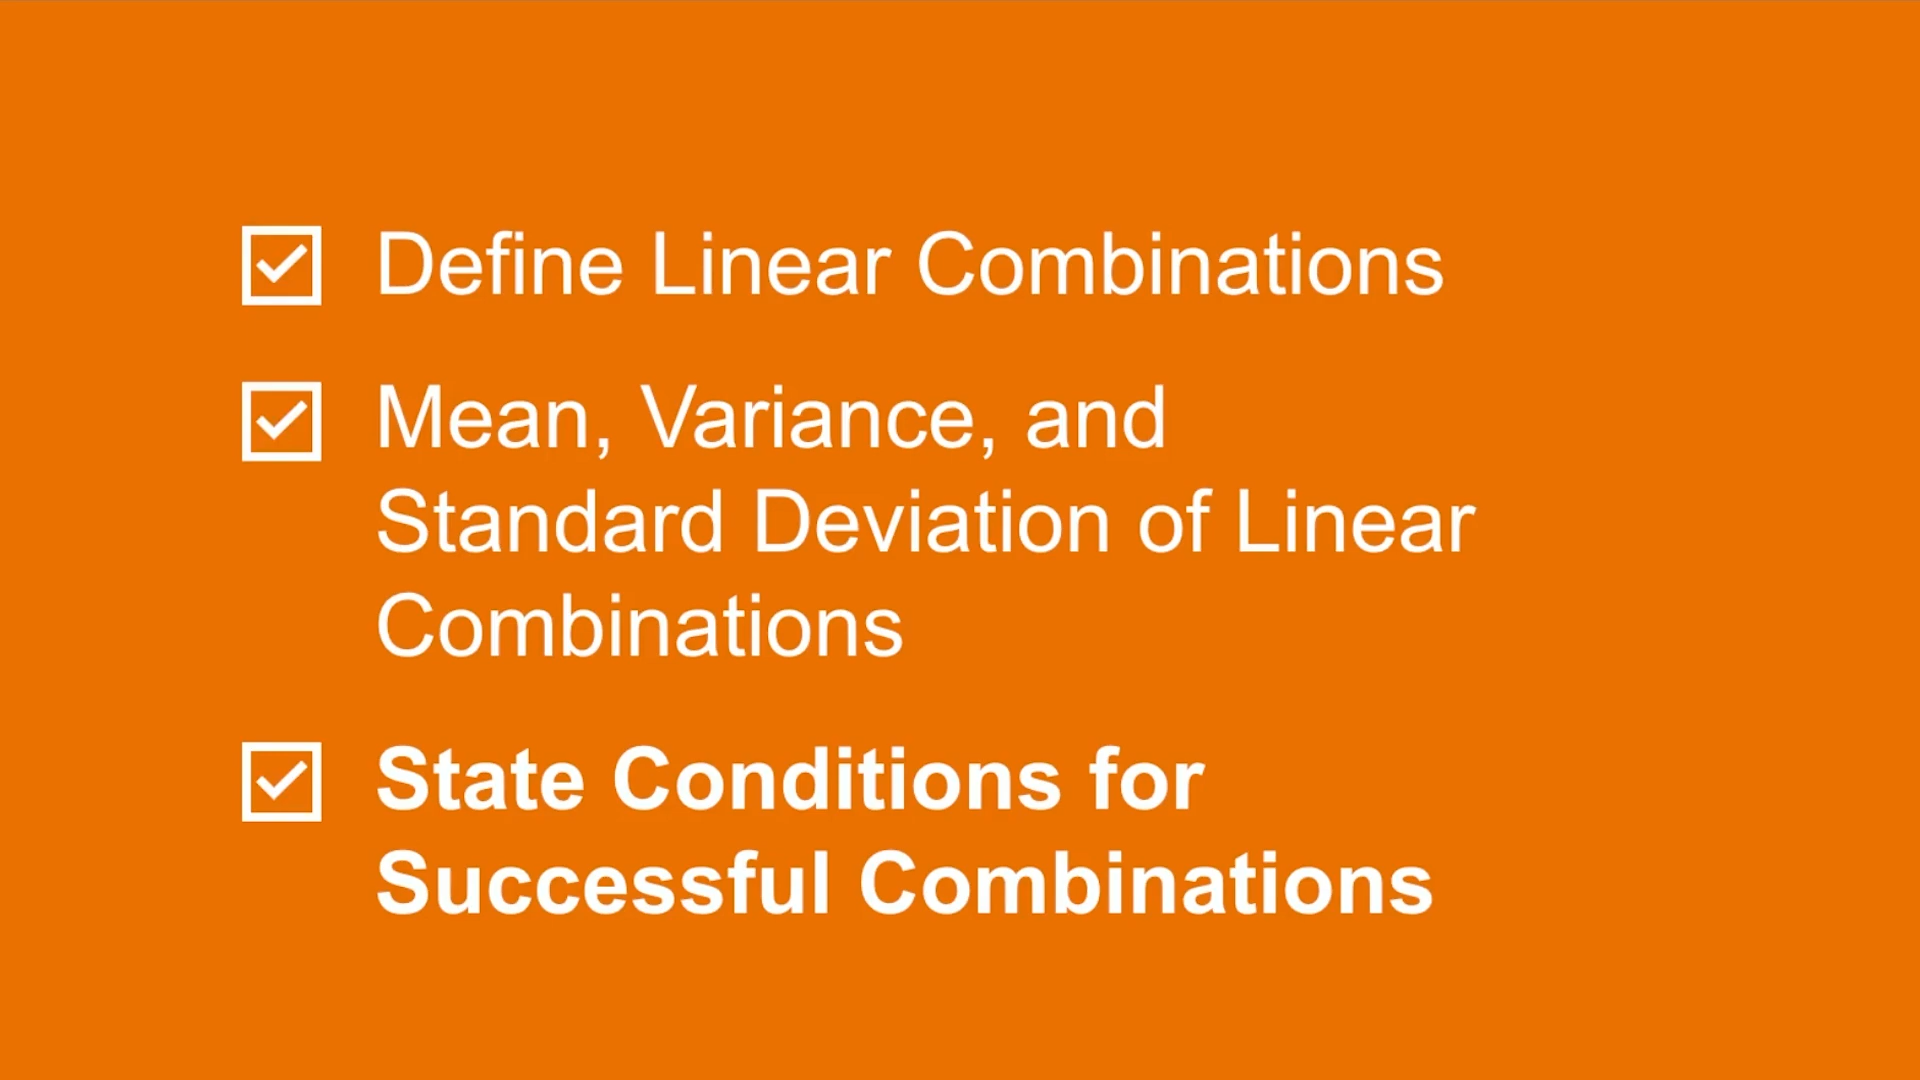 Define Linear Combinations
Mean, Variance, and
Standard Deviation of Linear
Combinations
State Conditions for
Successful Combinations